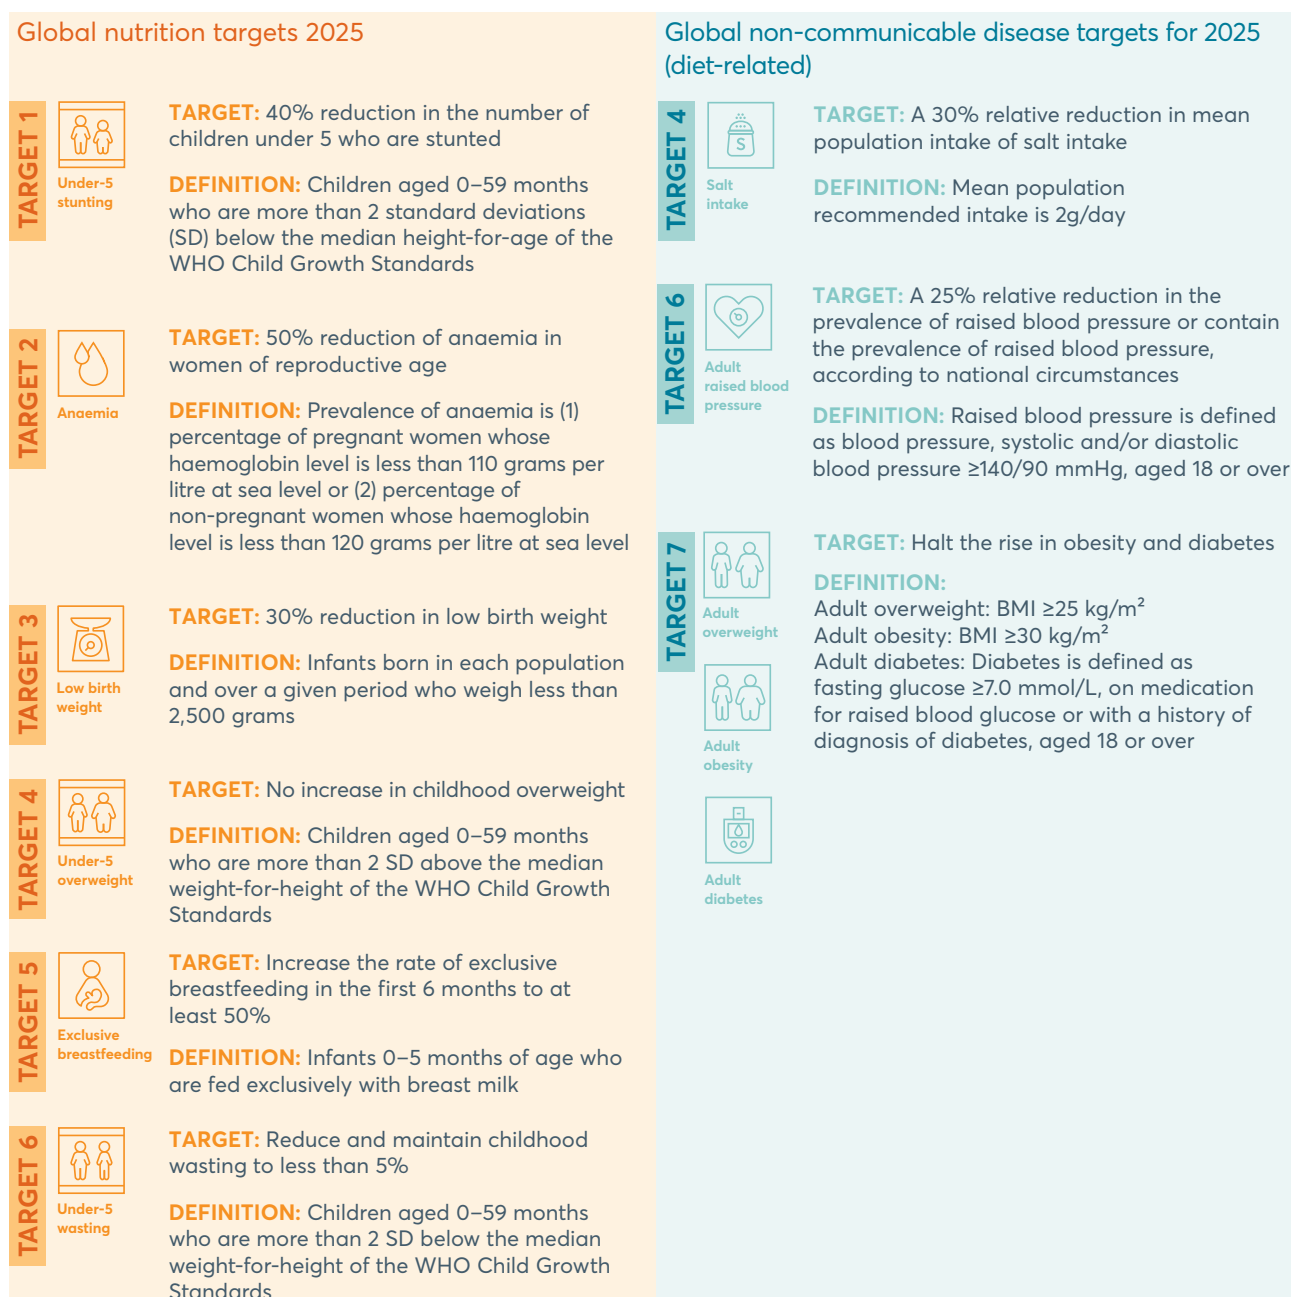 Global nutrition targets 2025
TARGET 1
Under-5
stunting
TARGET: 40% reduction in the number of
children under 5 who are stunted
DEFINITION: Children aged 0–59 months
who are more than 2 standard deviations
(SD) below the median height-for-age of the
WHO Child Growth Standards
TARGET 2
Anaemia
TARGET: 50% reduction of anaemia in
women of reproductive age
DEFINITION: Prevalence of anaemia is (1)
percentage of pregnant women whose
haemoglobin level is less than 110 grams per
litre at sea level or (2) percentage of
non-pregnant women whose haemoglobin
level is less than 120 grams per litre at sea level
TARGET 3
Low birth
weight
TARGET: 30% reduction in low birth weight
DEFINITION: Infants born in each population
and over a given period who weigh less than
2,500 grams
TARGET 4
Under-5
overweight
TARGET: No increase in childhood overweight
DEFINITION: Children aged 0–59 months
who are more than 2 SD above the median
weight-for-height of the WHO Child Growth
Standards
TARGET 5
Exclusive
breastfeeding
TARGET: Increase the rate of exclusive
breastfeeding in the first 6 months to at
least 50%
DEFINITION: Infants 0–5 months of age who
are fed exclusively with breast milk
TARGET 6
Under-5
wasting
TARGET: Reduce and maintain childhood
wasting to less than 5%
DEFINITION: Children aged 0–59 months
who are more than 2 SD below the median
weight-for-height of the WHO Child Growth
Standards
Global non-communicable disease targets for 2025
(diet-related)
TARGET 4
S
Salt
intake
TARGET: A 30% relative reduction in mean
population intake of salt intake
DEFINITION: Mean population
recommended intake is 2g/day
TARGET 6
Adult
raised blood
pressure
TARGET: A 25% relative reduction in the
prevalence of raised blood pressure or contain
the prevalence of raised blood pressure,
according to national circumstances
DEFINITION: Raised blood pressure is defined
as blood pressure, systolic and/or diastolic
blood pressure ≥140/90 mmHg, aged 18 or over
TARGET 7
Adult
overweight
Adult
obesity
Adult
diabetes
TARGET: Halt the rise in obesity and diabetes
DEFINITION:
Adult overweight: BMI ≥25 kg/m²
Adult obesity: BMI ≥30 kg/m²
Adult diabetes: Diabetes is defined as
fasting glucose ≥7.0 mmol/L, on medication
for raised blood glucose or with a history of
diagnosis of diabetes, aged 18 or over